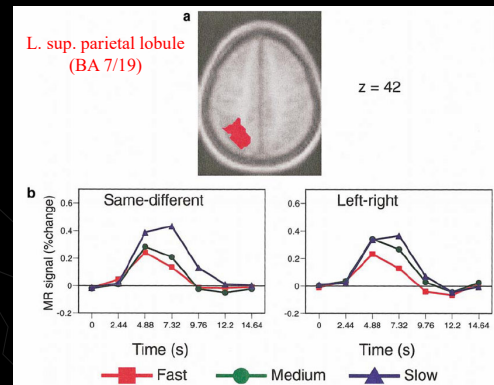 a
L. sup. parietal lobule
(BA 7/19)
z = 42
b
Same-different
Left-right
MR signal (%change)
0.6
0.4
0.2
0
-0.2
0.6
0.4
0.2
0
-0.2
0 2.44 4.88 7.32 9.76 12.2 14.64
0 2.44 4.88 7.32 9.76 12.2 14.64
Time (s)
Time (s)
Fast Medium Slow